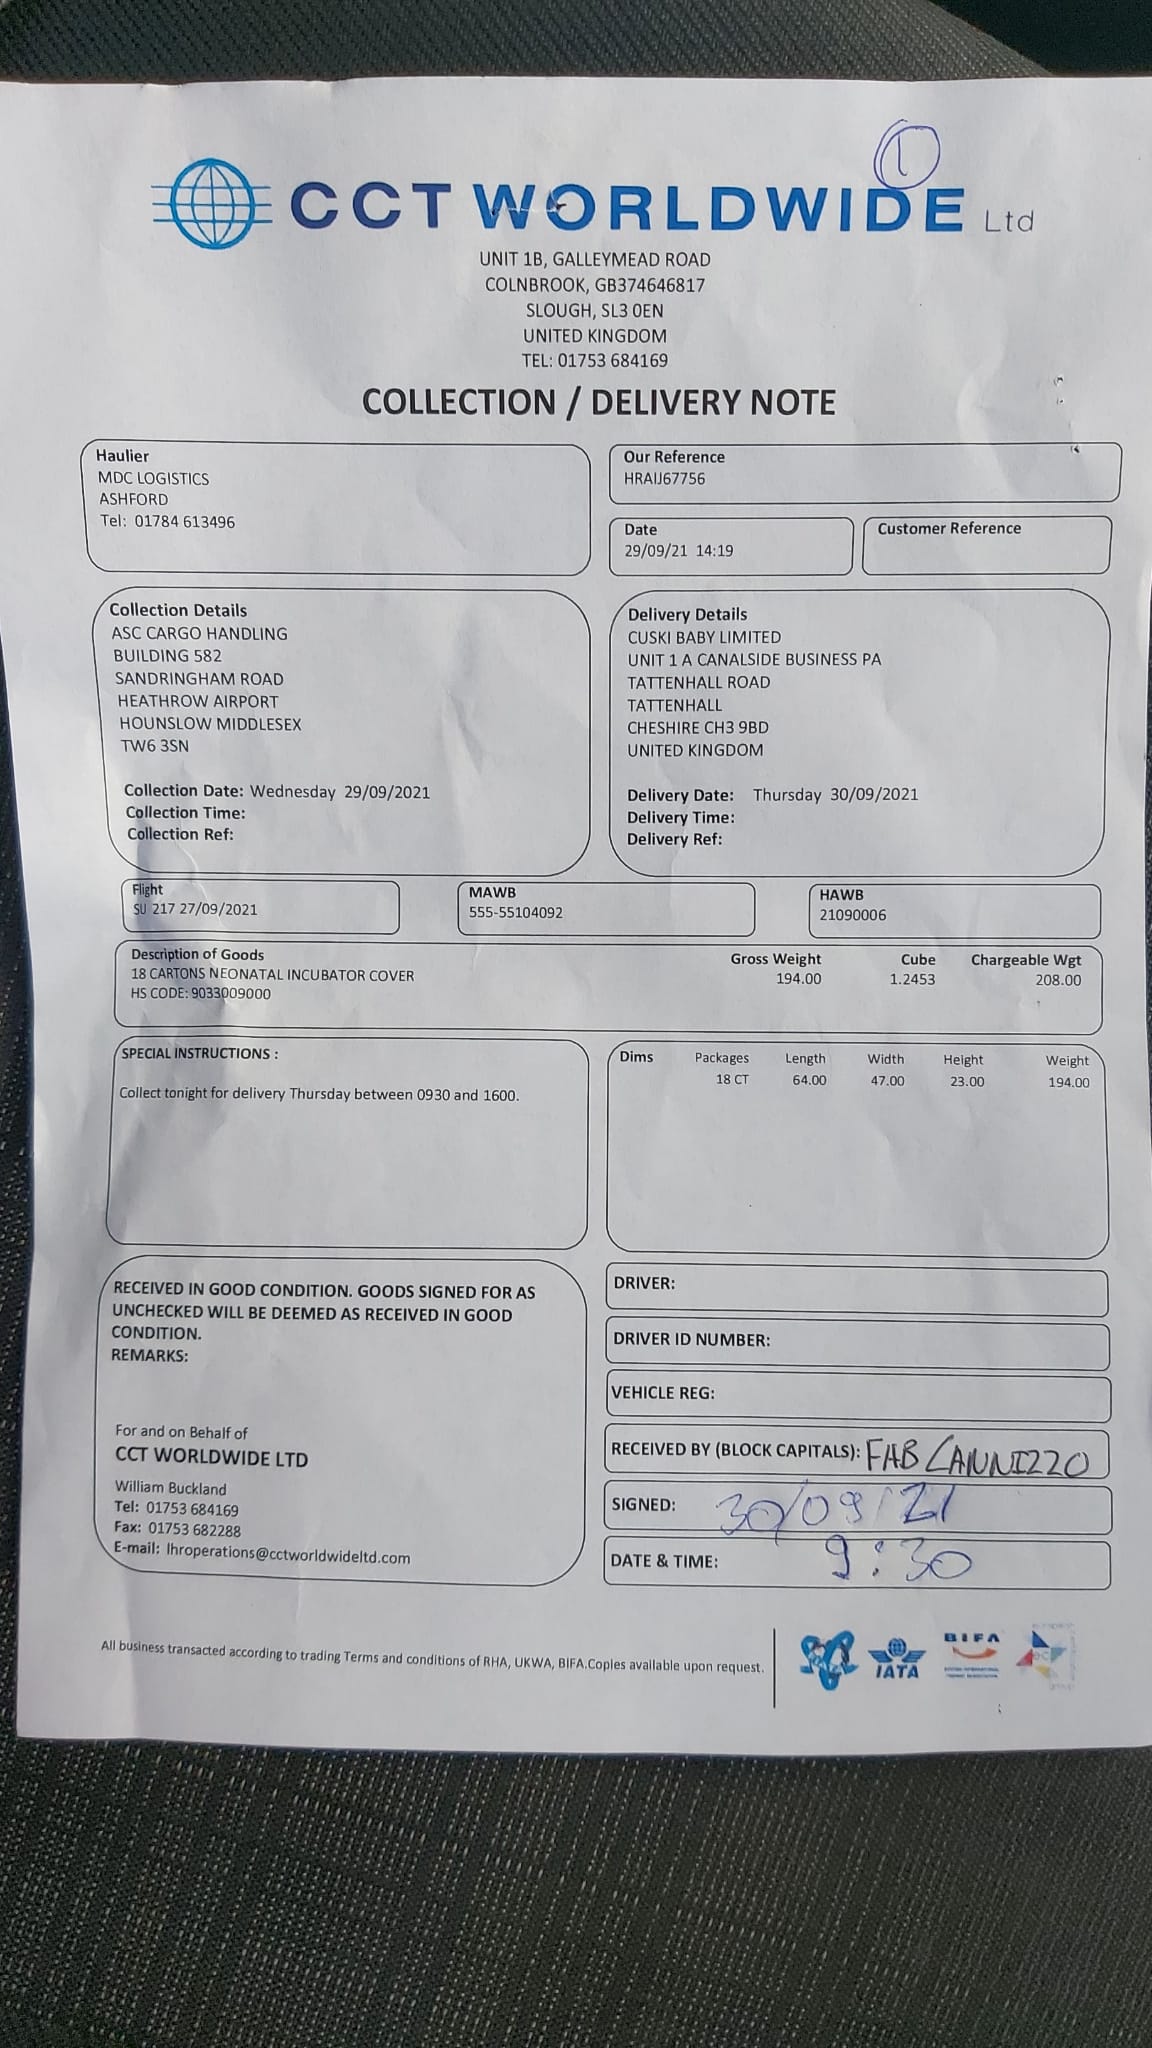 1
CCT WORLDWIDE Ltd
UNIT 1B, GALLEYMEAD ROAD
COLNBROOK, GB374646817
SLOUGH, SL3 0EN
UNITED KINGDOM
TEL: 01753 684169
COLLECTION / DELIVERY NOTE
Haulier
MDC LOGISTICS
ASHFORD
Tel: 01784 613496
Our Reference
HRAIJ67756
Date
29/09/21 14:19
Customer Reference
Collection Details
ASC CARGO HANDLING
BUILDING 582
SANDRINGHAM ROAD
HEATHROW AIRPORT
HOUNSLOW MIDDLESEX
TW6 3SN
Collection Date: Wednesday 29/09/2021
Collection Time:
Collection Ref:
Delivery Details
CUSKI BABY LIMITED
UNIT 1 A CANALSIDE BUSINESS PA
TATTENHALL ROAD
TATTENHALL
CHESHIRE CH3 9BD
UNITED KINGDOM
Delivery Date: Thursday 30/09/2021
Delivery Time:
Delivery Ref:
Flight
SU 217 27/09/2021
MAWB
555-55104092
HAWB
21090006
Description of Goods Gross Weight Cube Chargeable Wgt
18 CARTONS NEONATAL INCUBATOR COVER 194.00 1.2453 208.00
HS CODE: 9033009000
SPECIAL INSTRUCTIONS :
Collect tonight for delivery Thursday between 0930 and 1600.
Dims Packages Length Width Height Weight
18 CT 64.00 47.00 23.00 194.00
RECEIVED IN GOOD CONDITION. GOODS SIGNED FOR AS
UNCHECKED WILL BE DEEMED AS RECEIVED IN GOOD
CONDITION.
REMARKS:
For and on Behalf of
CCT WORLDWIDE LTD
William Buckland
Tel: 01753 684169
Fax: 01753 682288
E-mail: lhroperations@cctworldwideltd.com
DRIVER:
DRIVER ID NUMBER:
VEHICLE REG:
RECEIVED BY (BLOCK CAPITALS): FAB CANNIZZO
SIGNED: 30/09/21
DATE & TIME: 9:30
All business transacted according to trading Terms and conditions of RHA, UKWA, BIFA.Copies available upon request.
IATA
BIFA